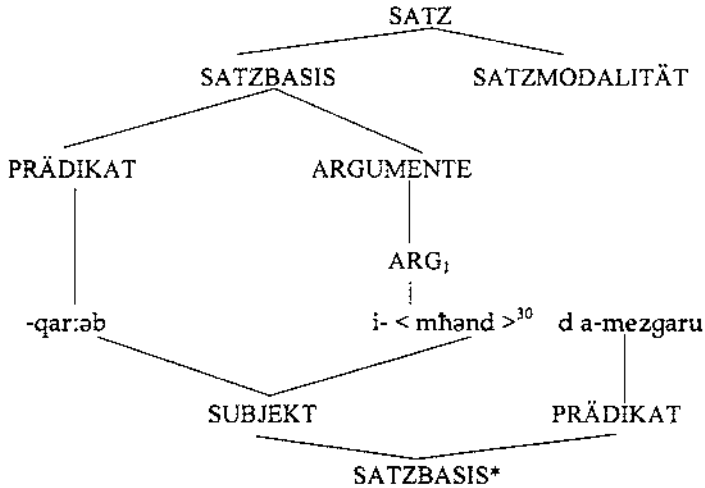 SATZ
SATZBASIS SATZMODALITÄT
PRÄDIKAT ARGUMENTE
ARG₁
-qar:əb i- < mħənd >³⁰ d a-mezgaru
SUBJEKT PRÄDIKAT
SATZBASIS*